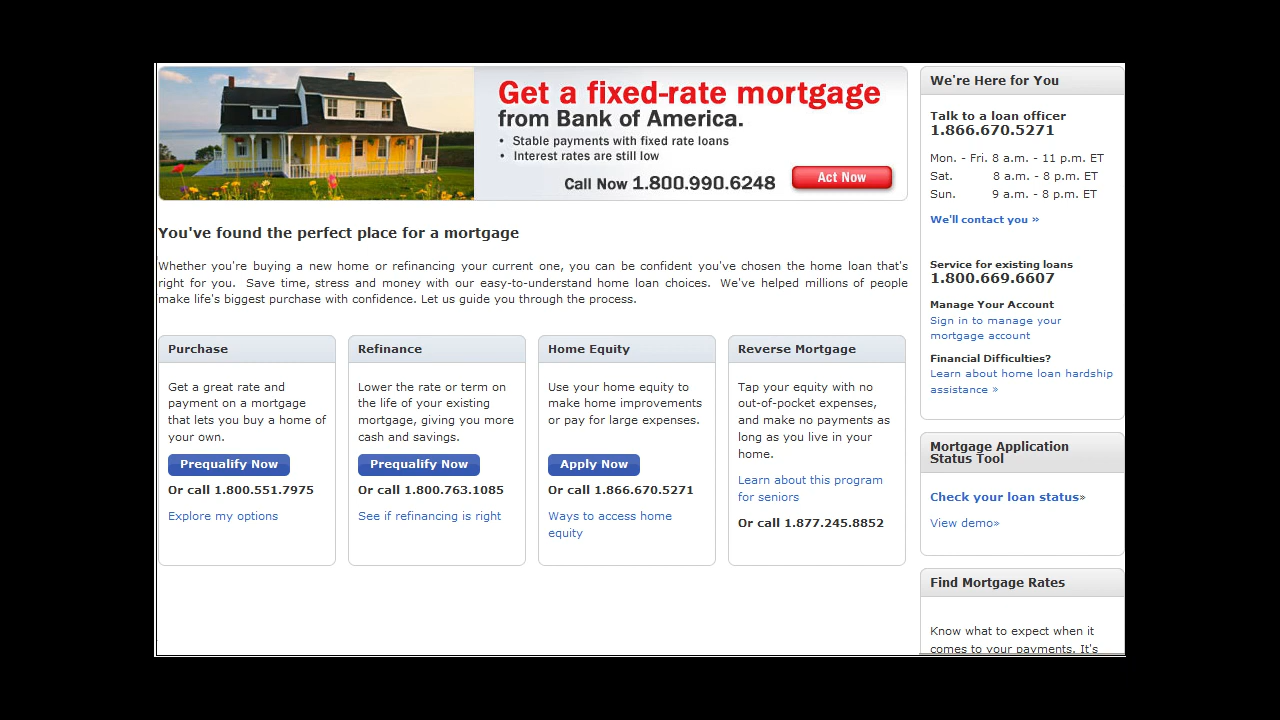 Get a fixed-rate mortgage
from Bank of America.
• Stable payments with fixed rate loans
• Interest rates are still low
Call Now 1.800.990.6248
Act Now
You've found the perfect place for a mortgage
Whether you're buying a new home or refinancing your current one, you can be confident you've chosen the home loan that's
right for you. Save time, stress and money with our easy-to-understand home loan choices. We've helped millions of people
make life's biggest purchase with confidence. Let us guide you through the process.
Purchase
Get a great rate and
payment on a mortgage
that lets you buy a home of
your own.
Prequalify Now
Or call 1.800.551.7975
Explore my options
Refinance
Lower the rate or term on
the life of your existing
mortgage, giving you more
cash and savings.
Prequalify Now
Or call 1.800.763.1085
See if refinancing is right
Home Equity
Use your home equity to
make home improvements
or pay for large expenses.
Apply Now
Or call 1.866.670.5271
Ways to access home
equity
Reverse Mortgage
Tap your equity with no
out-of-pocket expenses,
and make no payments as
long as you live in your
home.
Learn about this program
for seniors
Or call 1.877.245.8852
We're Here for You
Talk to a loan officer
1.866.670.5271
Mon. - Fri. 8 a.m. - 11 p.m. ET
Sat. 8 a.m. - 8 p.m. ET
Sun. 9 a.m. - 8 p.m. ET
We'll contact you »
Service for existing loans
1.800.669.6607
Manage Your Account
Sign in to manage your
mortgage account
Financial Difficulties?
Learn about home loan hardship
assistance »
Mortgage Application
Status Tool
Check your loan status»
View demo»
Find Mortgage Rates
Know what to expect when it
comes to your payments. It's